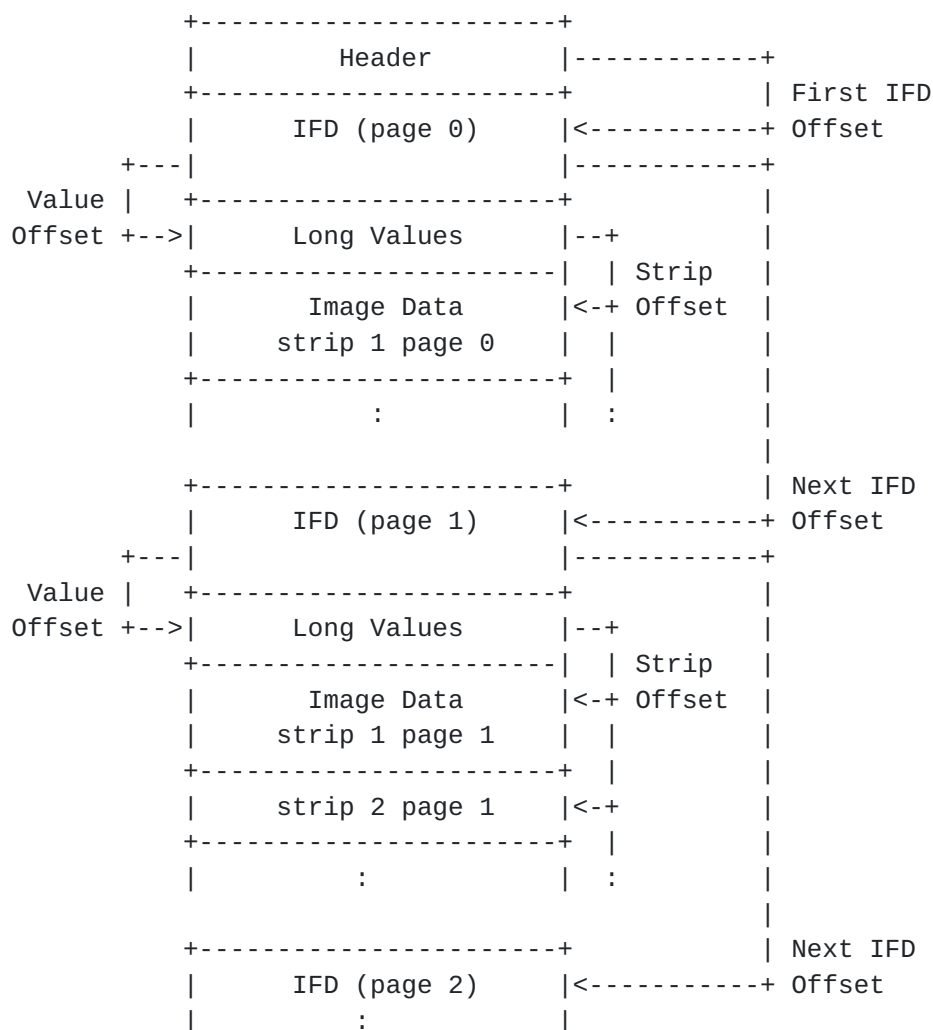 Header
First IFD
IFD (page 0) Offset
Value
Offset Long Values
Strip
Image Data Offset
strip 1 page 0
:  :
Next IFD
IFD (page 1) Offset
Value
Offset Long Values
Strip
Image Data Offset
strip 1 page 1
strip 2 page 1
:  :
Next IFD
IFD (page 2) Offset
: